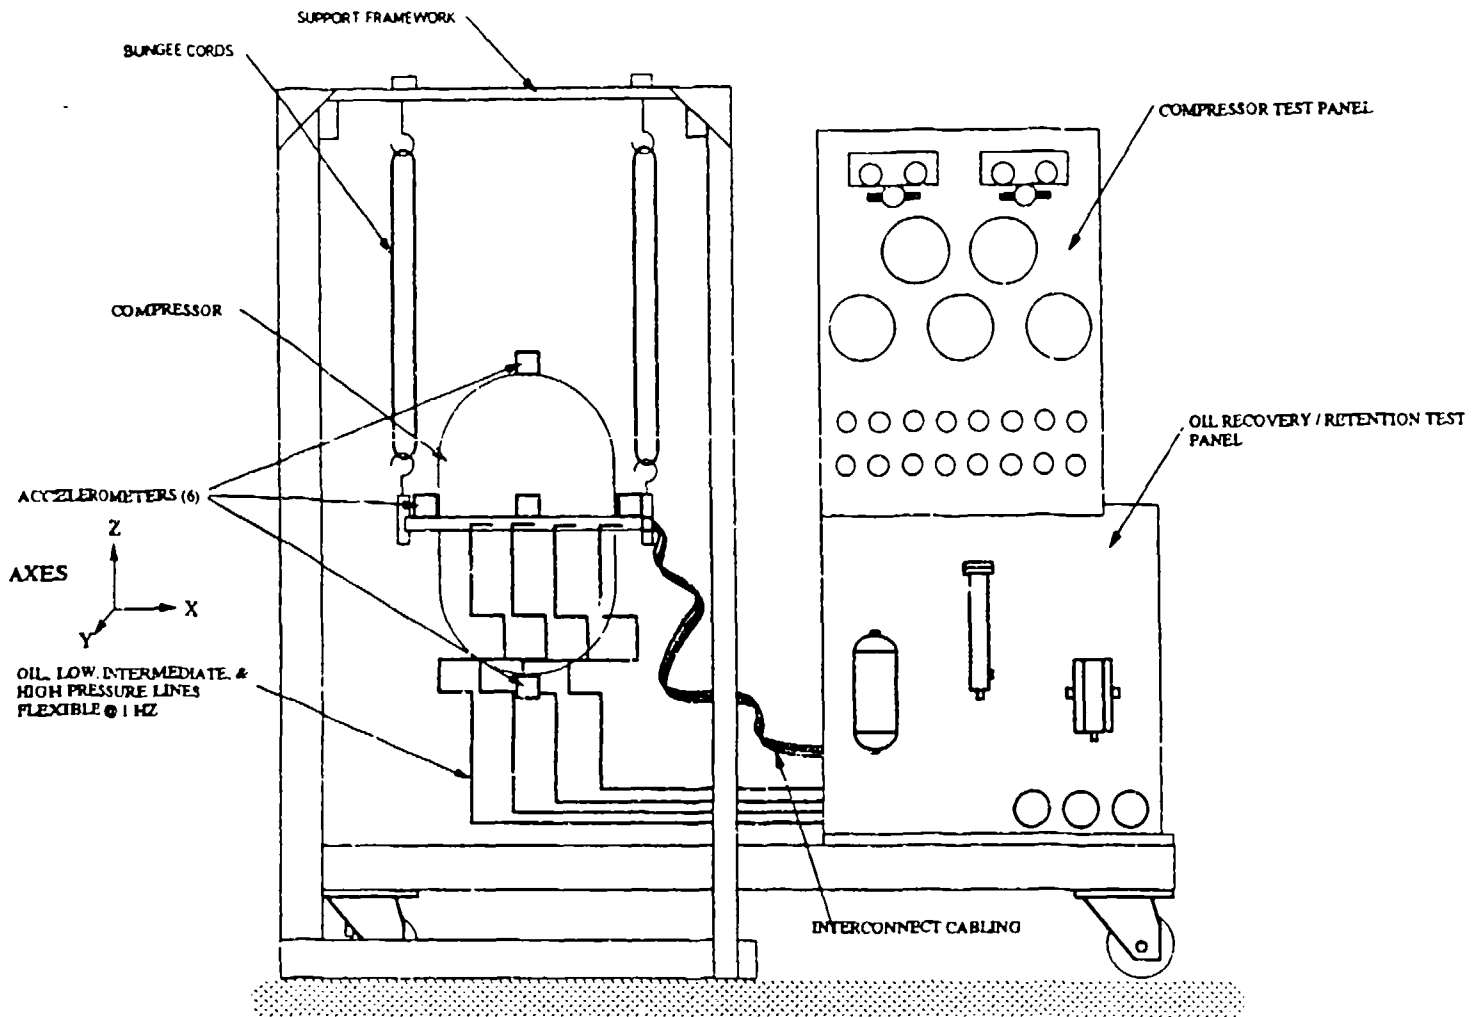 SUPPORT FRAMEWORK
BUNGEE CORDS
COMPRESSOR TEST PANEL
COMPRESSOR
OIL RECOVERY / RETENTION TEST
PANEL
ACCZLEROMETERS (6)
Z
AXES
X
Y
OIL, LOW, INTERMEDIATE, &
HIGH PRESSURE LINES
FLEXIBLE @ 1 HZ
INTERCONNECT CABLING